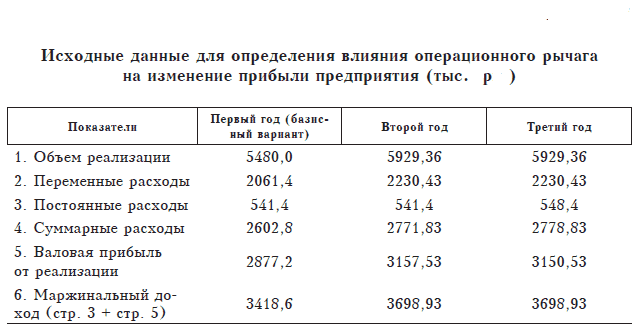 Исходные данные для определения влияния операционного рычага
на изменение прибыли предприятия (тыс. р )
Показатели Первый год (базис-
ный вариант) Второй год Третий год
1. Объем реализации 5480,0 5929,36 5929,36
2. Переменные расходы 2061,4 2230,43 2230,43
3. Постоянные расходы 541,4 541,4 548,4
4. Суммарные расходы 2602,8 2771,83 2778,83
5. Валовая прибыль
от реализации 2877,2 3157,53 3150,53
6. Маржинальный до-
ход (стр. 3 + стр. 5) 3418,6 3698,93 3698,93